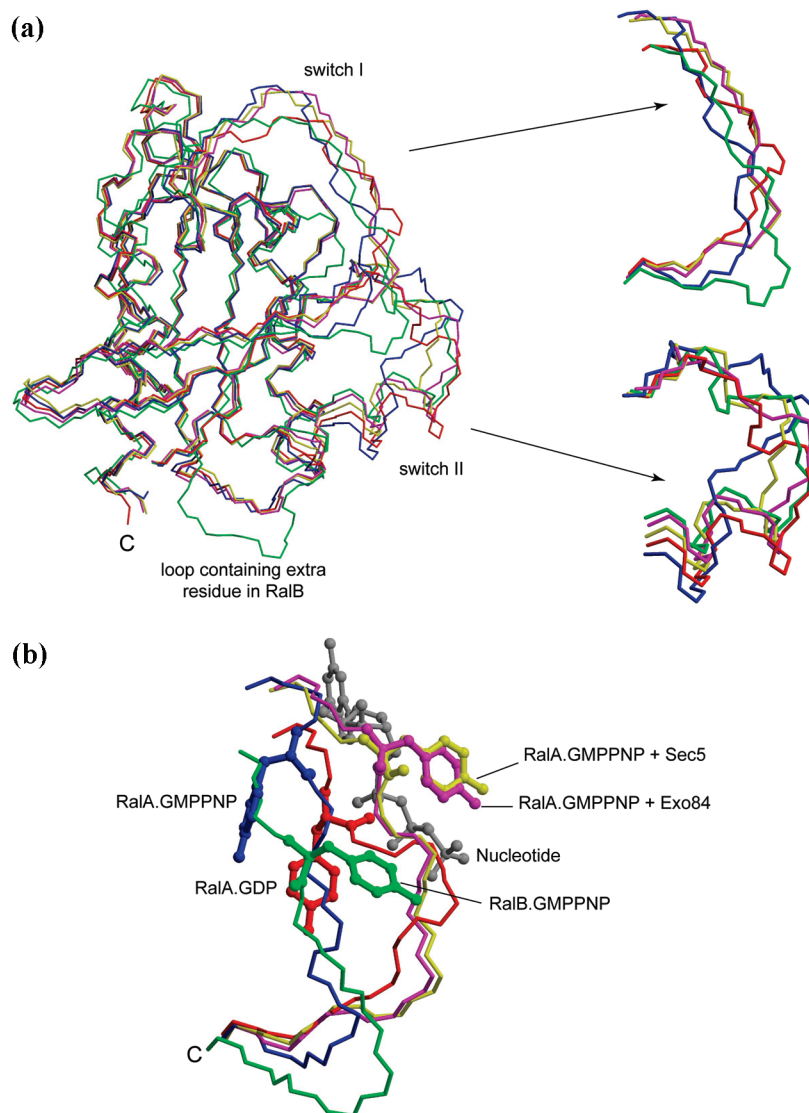 (a)
switch I
switch II
C
loop containing extra
residue in RalB
(b)
RalA.GMPPNP + Sec5
RalA.GMPPNP
RalA.GMPPNP + Exo84
Nucleotide
RalA.GDP
RalB.GMPPNP
C